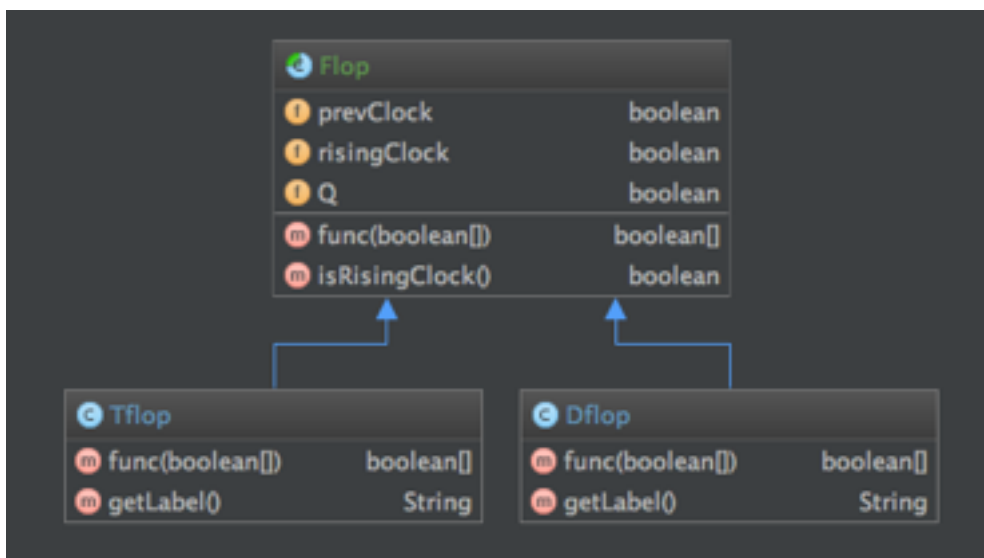 Flop
prevClock boolean
risingClock boolean
Q boolean
func(boolean[]) boolean[]
isRisingClock() boolean
Tflop
func(boolean[]) boolean[]
getLabel() String
Dflop
func(boolean[]) boolean[]
getLabel() String